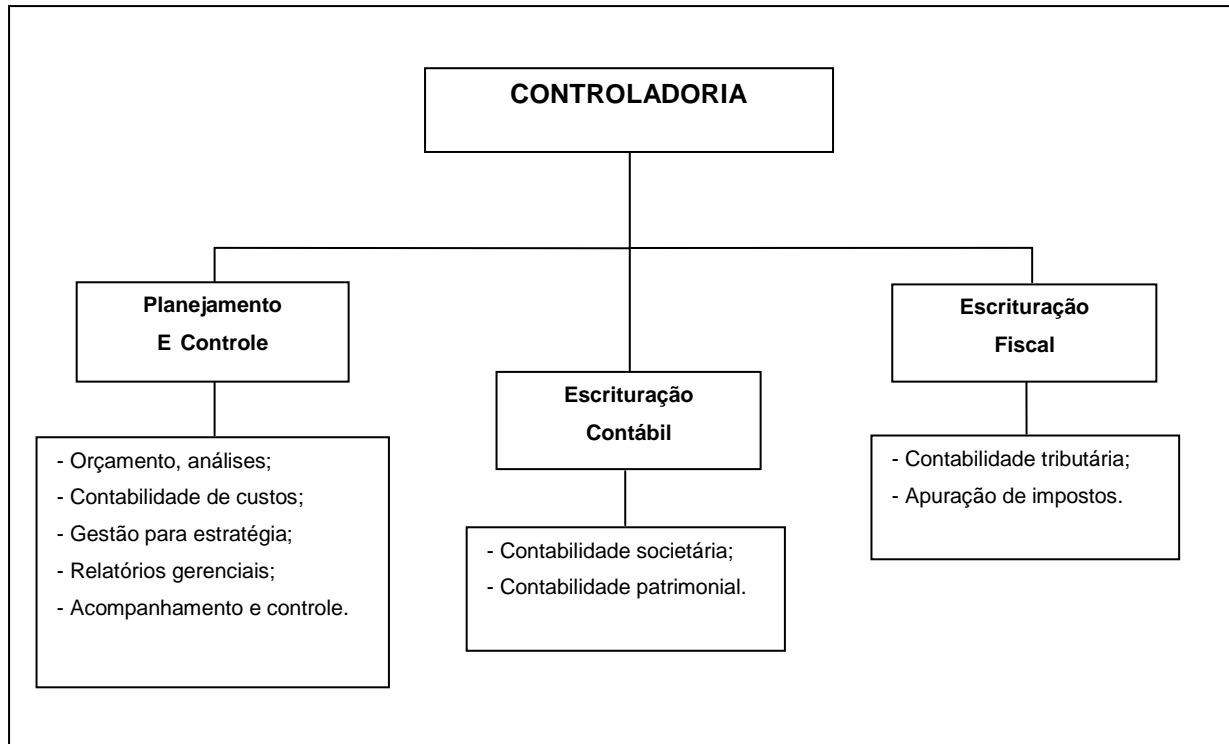 CONTROLADORIA
Planejamento
E Controle
- Orçamento, análises;
- Contabilidade de custos;
- Gestão para estratégia;
- Relatórios gerenciais;
- Acompanhamento e controle.
Escrituração
Contábil
- Contabilidade societária;
- Contabilidade patrimonial.
Escrituração
Fiscal
- Contabilidade tributária;
- Apuração de impostos.